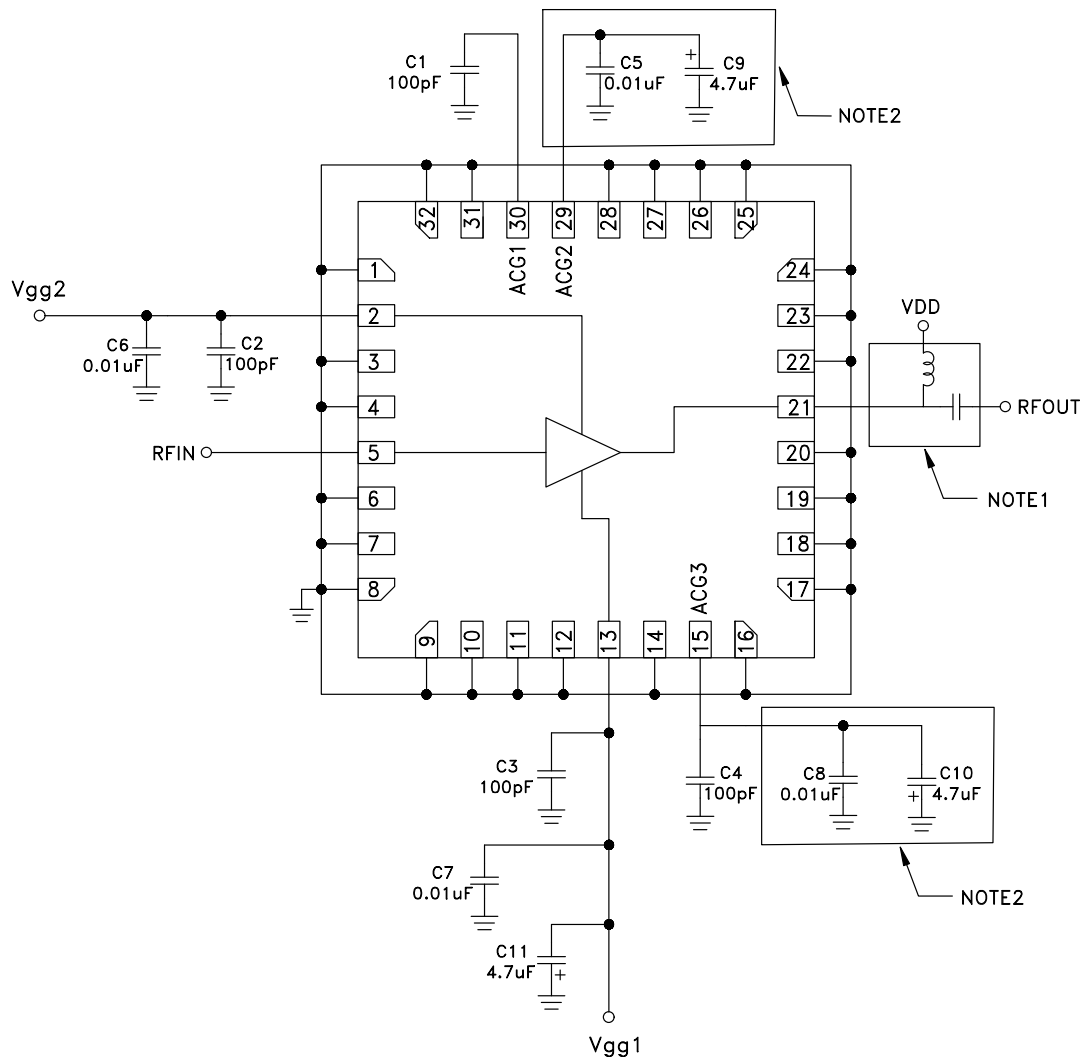 C1
100pF
C5
0.01uF
+
C9
4.7uF
NOTE2
32
31
30
29
28
27
26
25
ACG1
ACG2
1
24
Vgg2
2
23
VDD
C6
0.01uF
C2
100pF
3
22
4
21
RFOUT
RFIN
5
20
6
19
NOTE1
7
18
8
17
ACG3
9
10
11
12
13
14
15
16
C3
100pF
C4
100pF
C8
0.01uF
C10
+
4.7uF
C7
0.01uF
NOTE2
C11
4.7uF
+
Vgg1